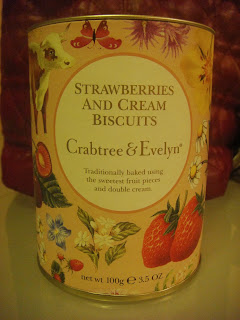 STRAWBERRIES
AND CREAM
BISCUITS
Crabtree & Evelyn®
Traditionally baked using
the sweetest fruit pieces
and double cream.
net wt 100g ℮ 3.5 OZ